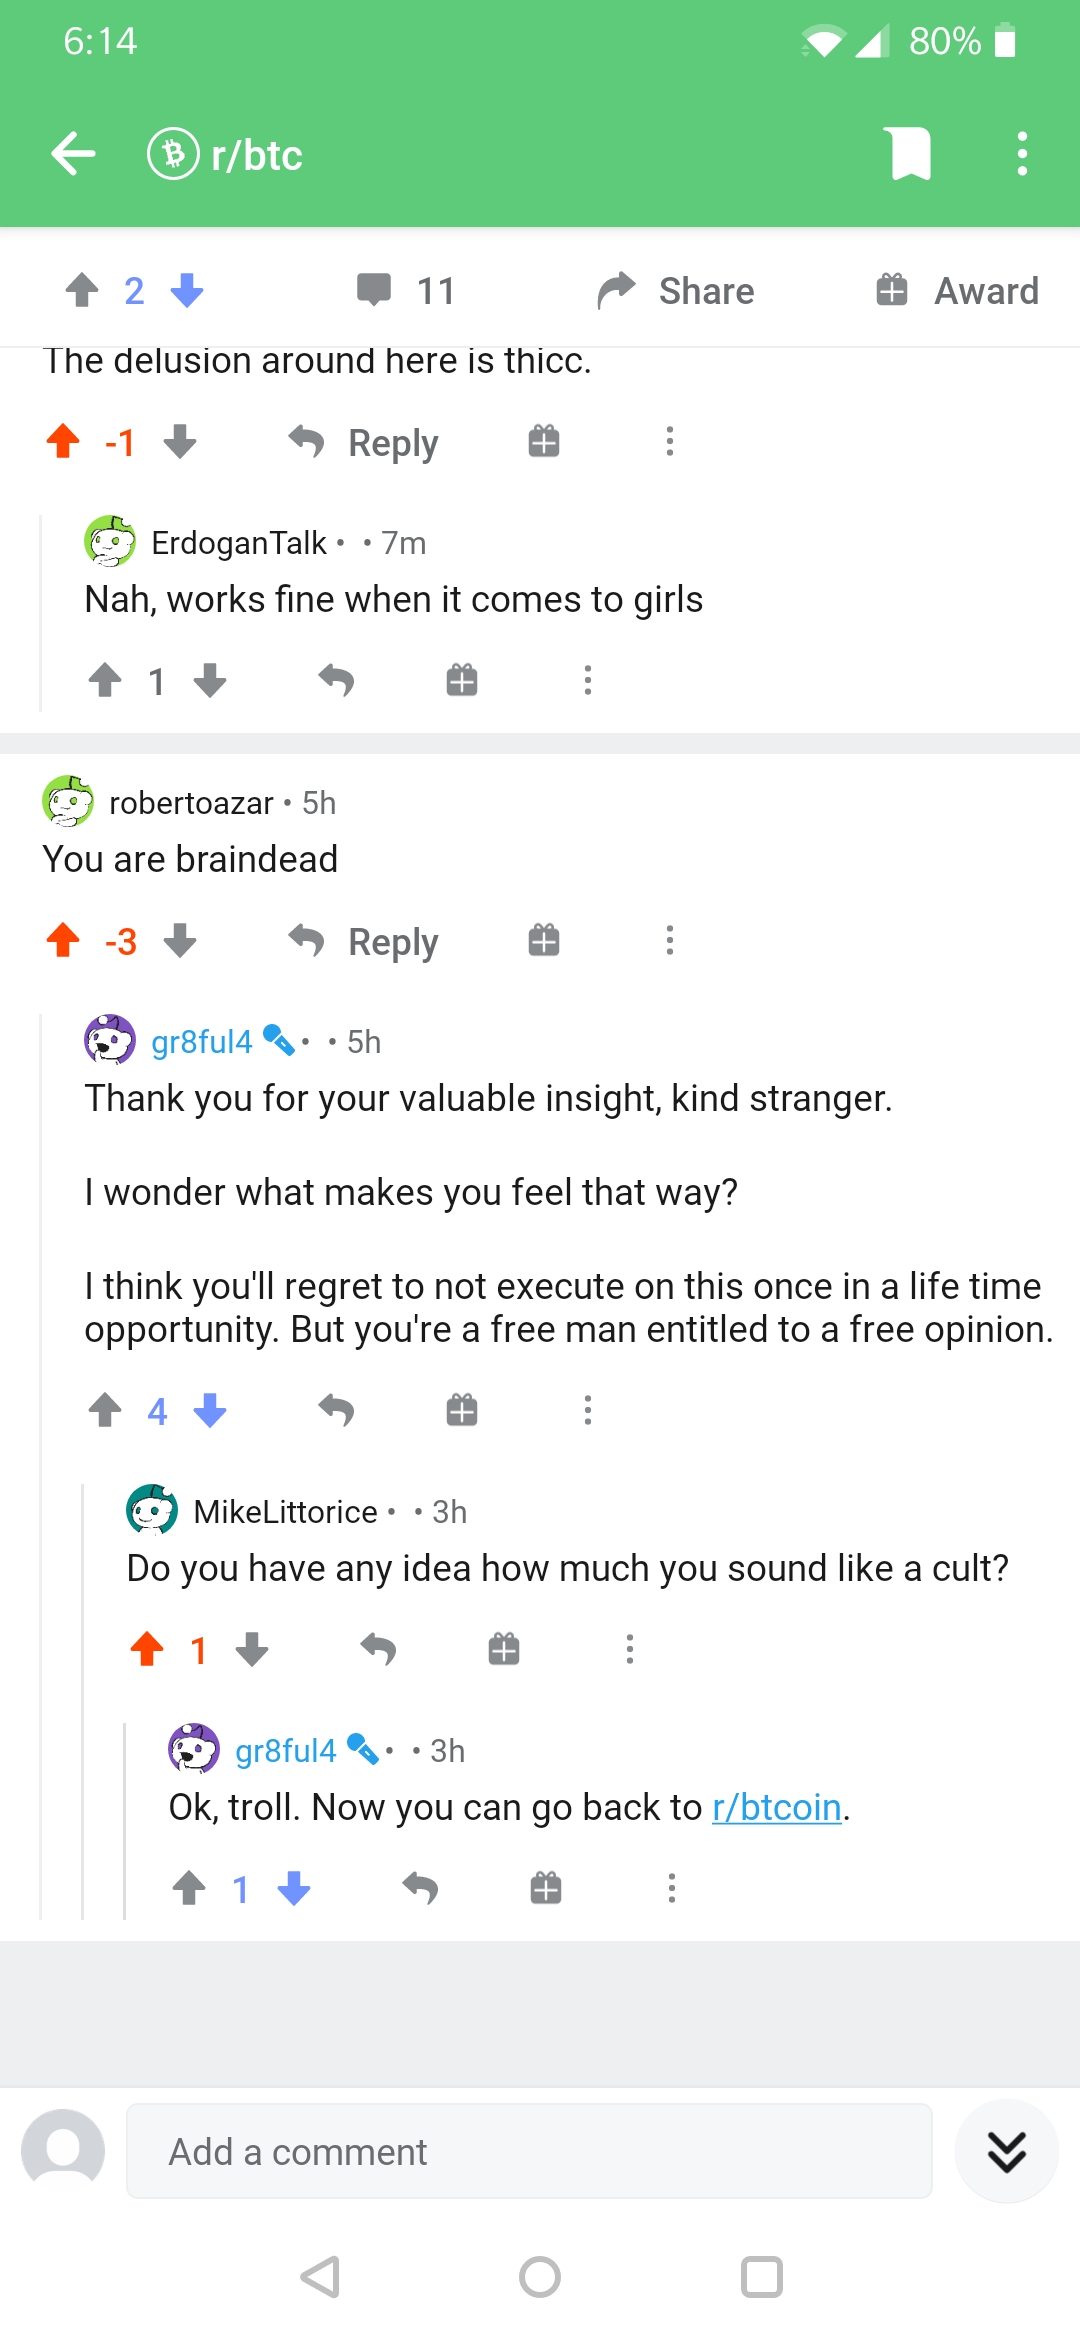 6:14
80%
r/btc
2
11
Share
Award
The delusion around here is thicc.
-1
Reply
ErdoganTalk • • 7m
Nah, works fine when it comes to girls
1
robertoazar • 5h
You are braindead
-3
Reply
gr8ful4 • • 5h
Thank you for your valuable insight, kind stranger.
I wonder what makes you feel that way?
I think you'll regret to not execute on this once in a life time
opportunity. But you're a free man entitled to a free opinion.
4
MikeLittorice • • 3h
Do you have any idea how much you sound like a cult?
1
gr8ful4 • • 3h
Ok, troll. Now you can go back to r/btcoin.
1
Add a comment